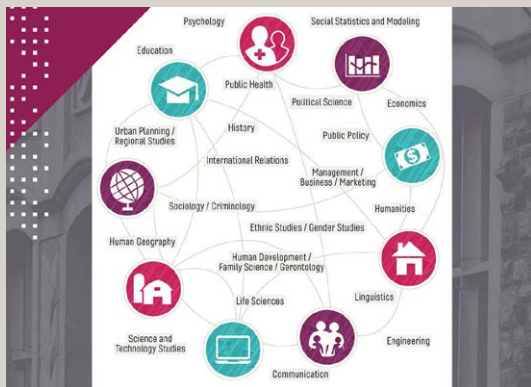 Psychology
Social Statistics and Modeling
Education
Public Health
Political Science
Economics
Urban Planning /
Regional Studies
History
Public Policy
International Relations
Management /
Business / Marketing
Sociology / Criminology
Humanities
Ethnic Studies / Gender Studies
Human Geography
Human Development /
Family Science / Gerontology
Life Sciences
Linguistics
Science and
Technology Studies
Engineering
Communication